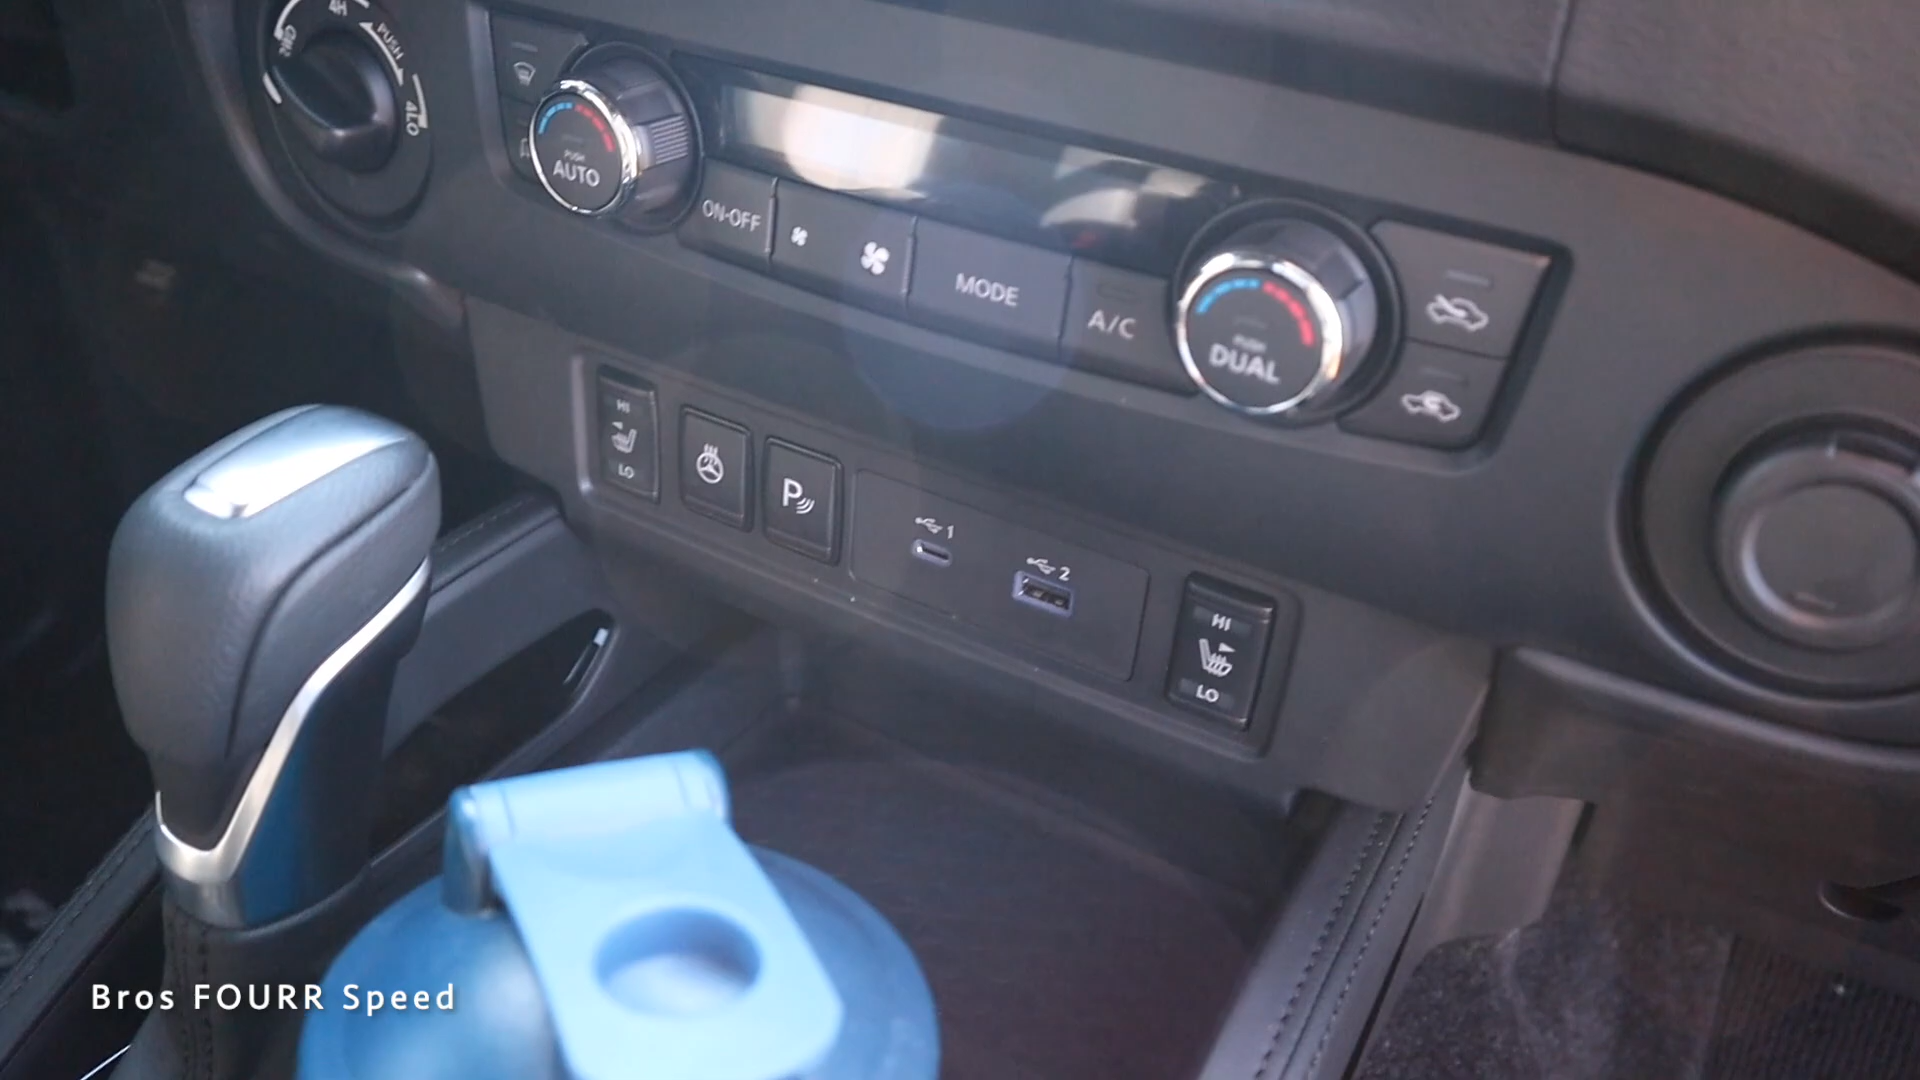 4H
PUSH
4LO
PUSH
AUTO
ON·OFF
MODE
A/C
PUSH
DUAL
HI
LO
P
1
2
HI
LO
Bros FOURR Speed